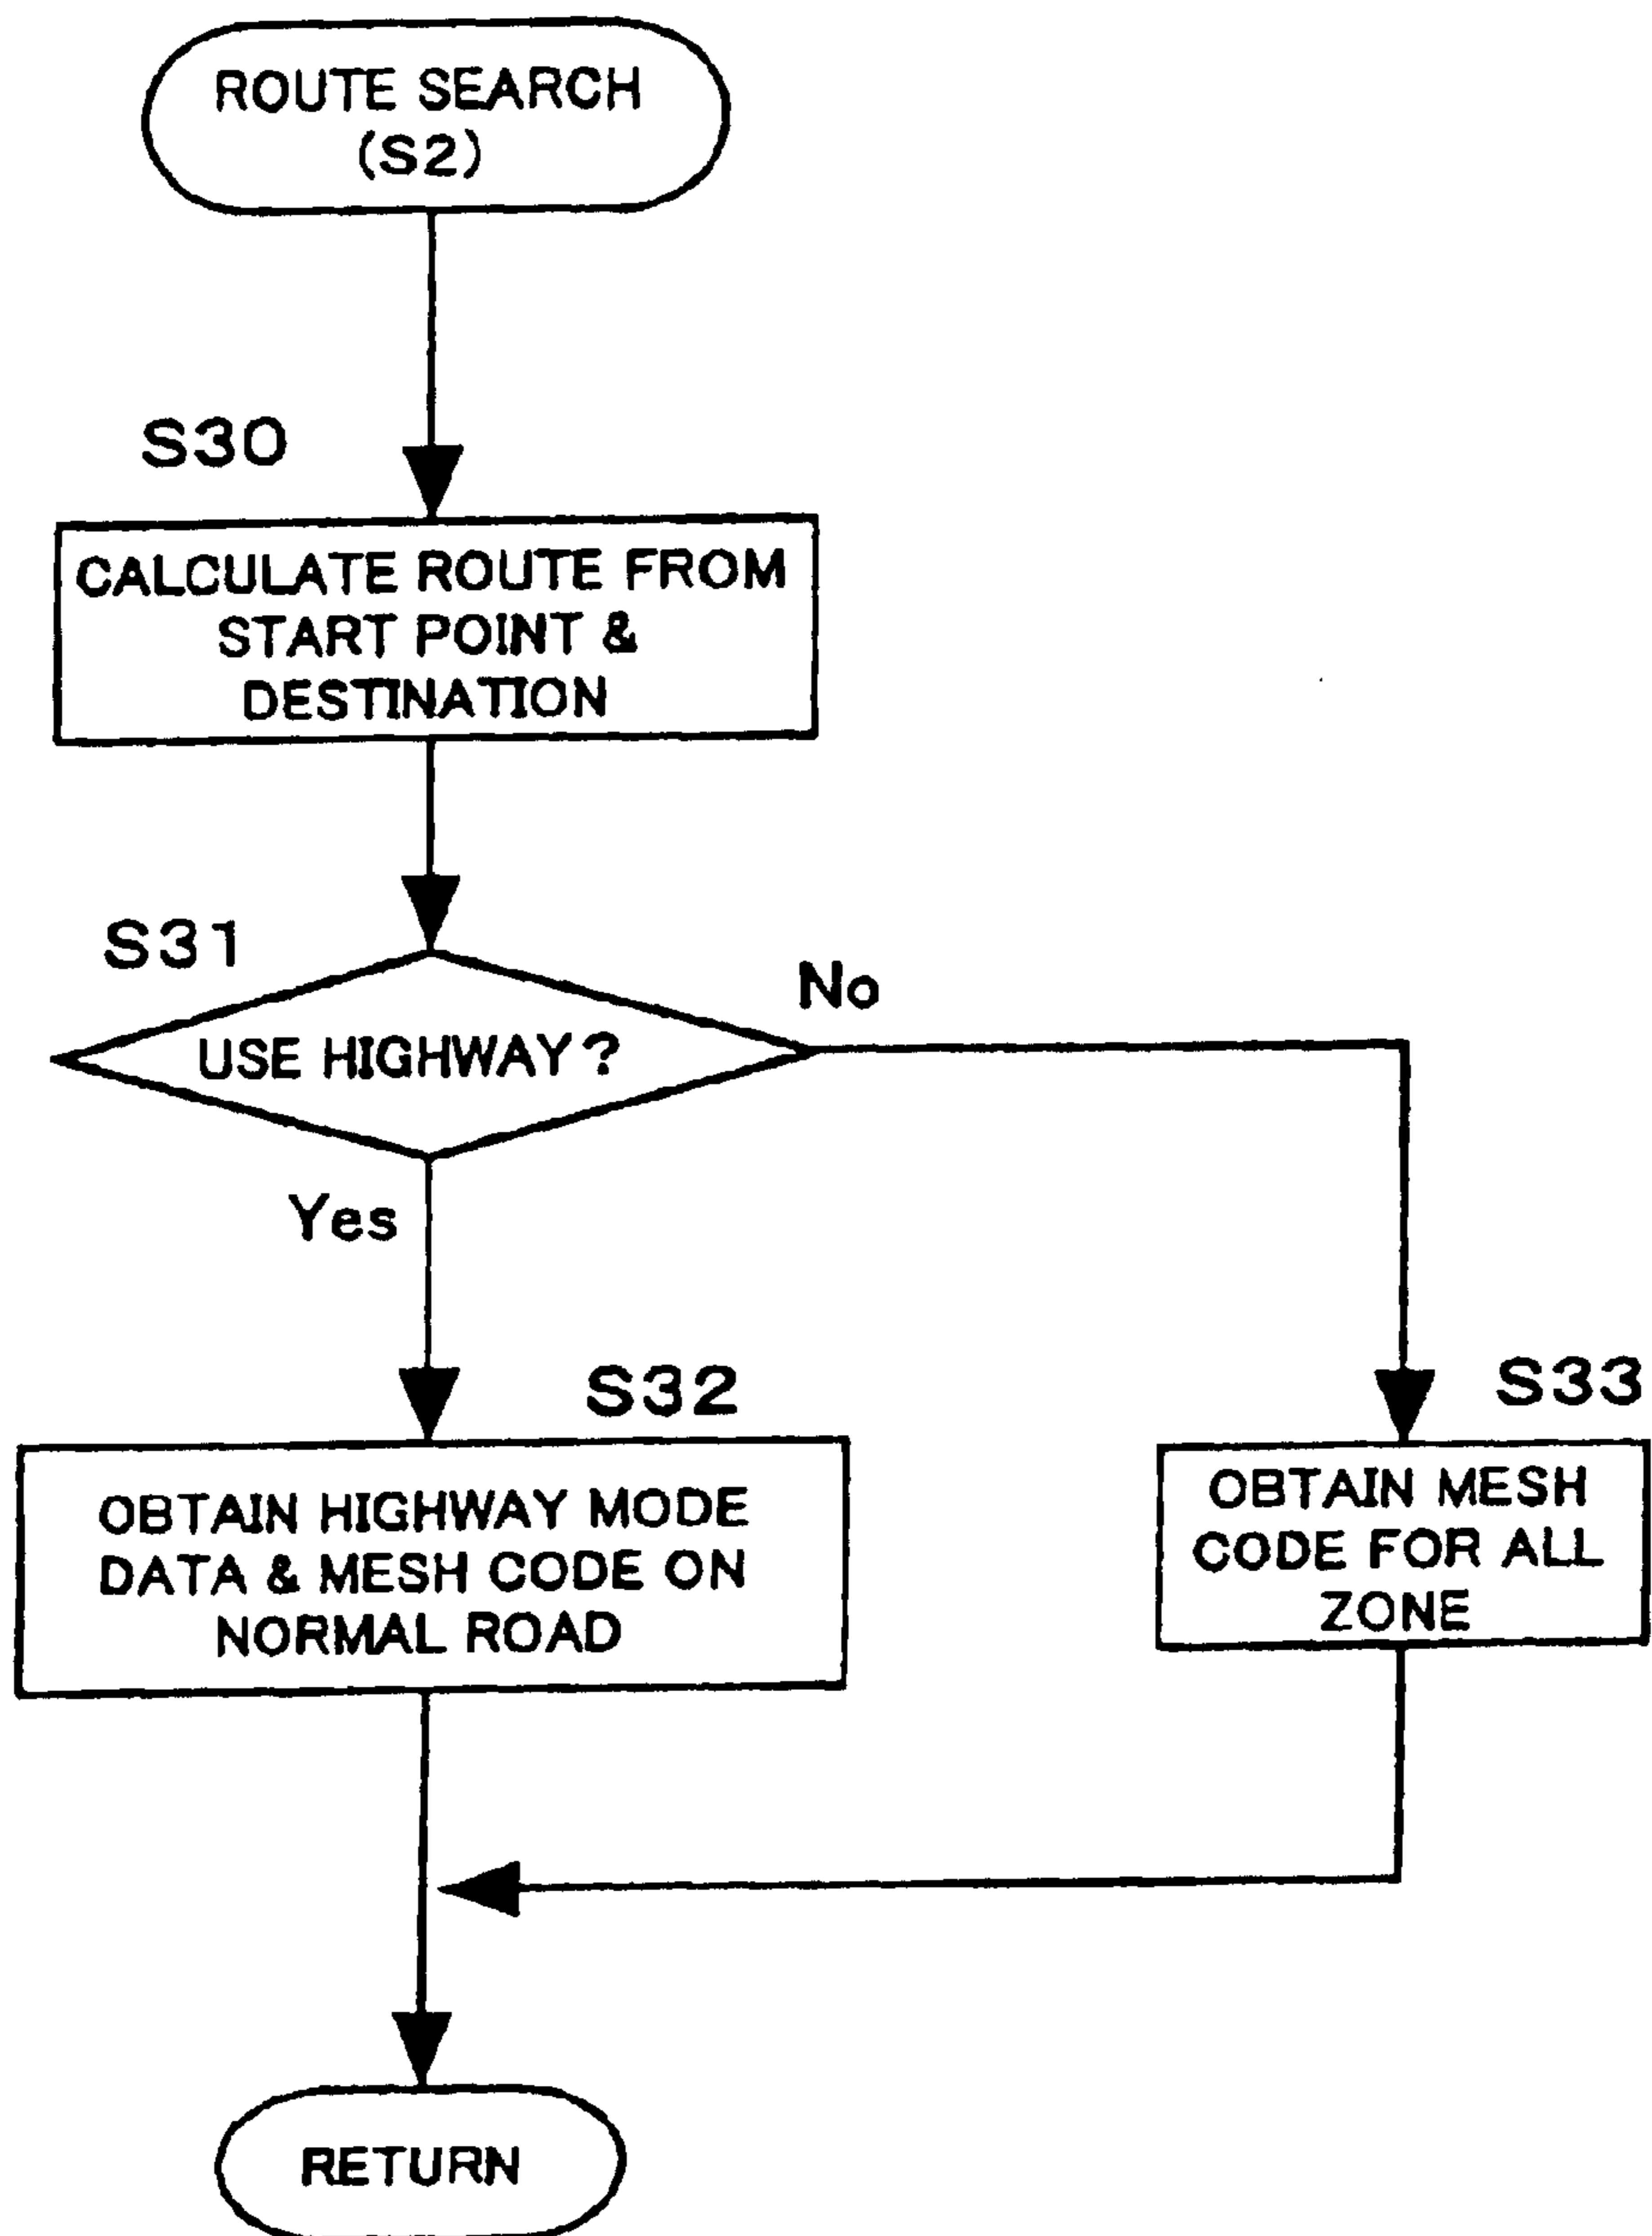 ROUTE SEARCH
(S2)
S30
CALCULATE ROUTE FROM
START POINT &
DESTINATION
S31
USE HIGHWAY?
No
Yes
S32
OBTAIN HIGHWAY MODE
DATA & MESH CODE ON
NORMAL ROAD
S33
OBTAIN MESH
CODE FOR ALL
ZONE
RETURN